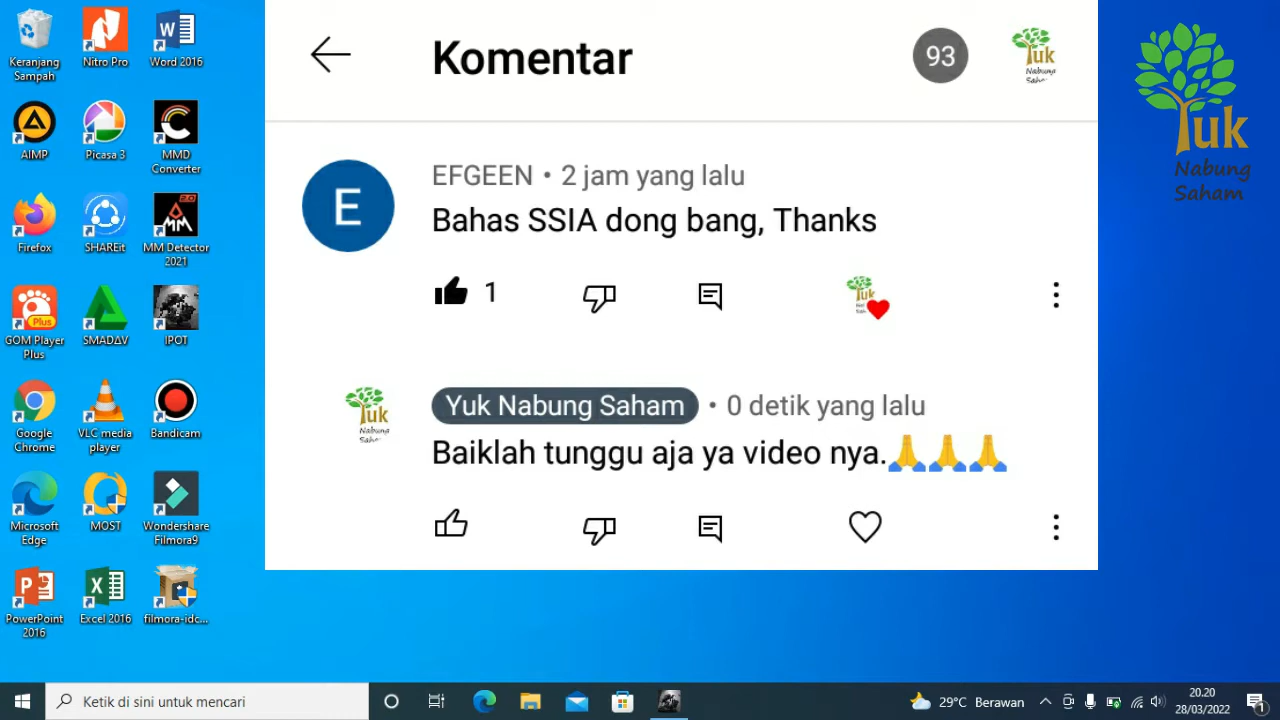 Komentar
93
Yuk
Nabung
Saham
EFGEEN • 2 jam yang lalu
Bahas SSIA dong bang, Thanks
1
Yuk Nabung Saham • 0 detik yang lalu
Baiklah tunggu aja ya video nya.🙏🙏🙏
Yuk
Nabung
Saham
Keranjang
Sampah
Nitro Pro
Word 2016
AIMP
Picasa 3
MMD
Converter
Firefox
SHAREit
MM Detector
2021
GOM Player
Plus
SMADΔV
IPOT
Google
Chrome
VLC media
player
Bandicam
Microsoft
Edge
MOST
Wondershare
Filmora9
PowerPoint
2016
Excel 2016
filmora-idc...
Ketik di sini untuk mencari
29°C Berawan
20.20
28/03/2022